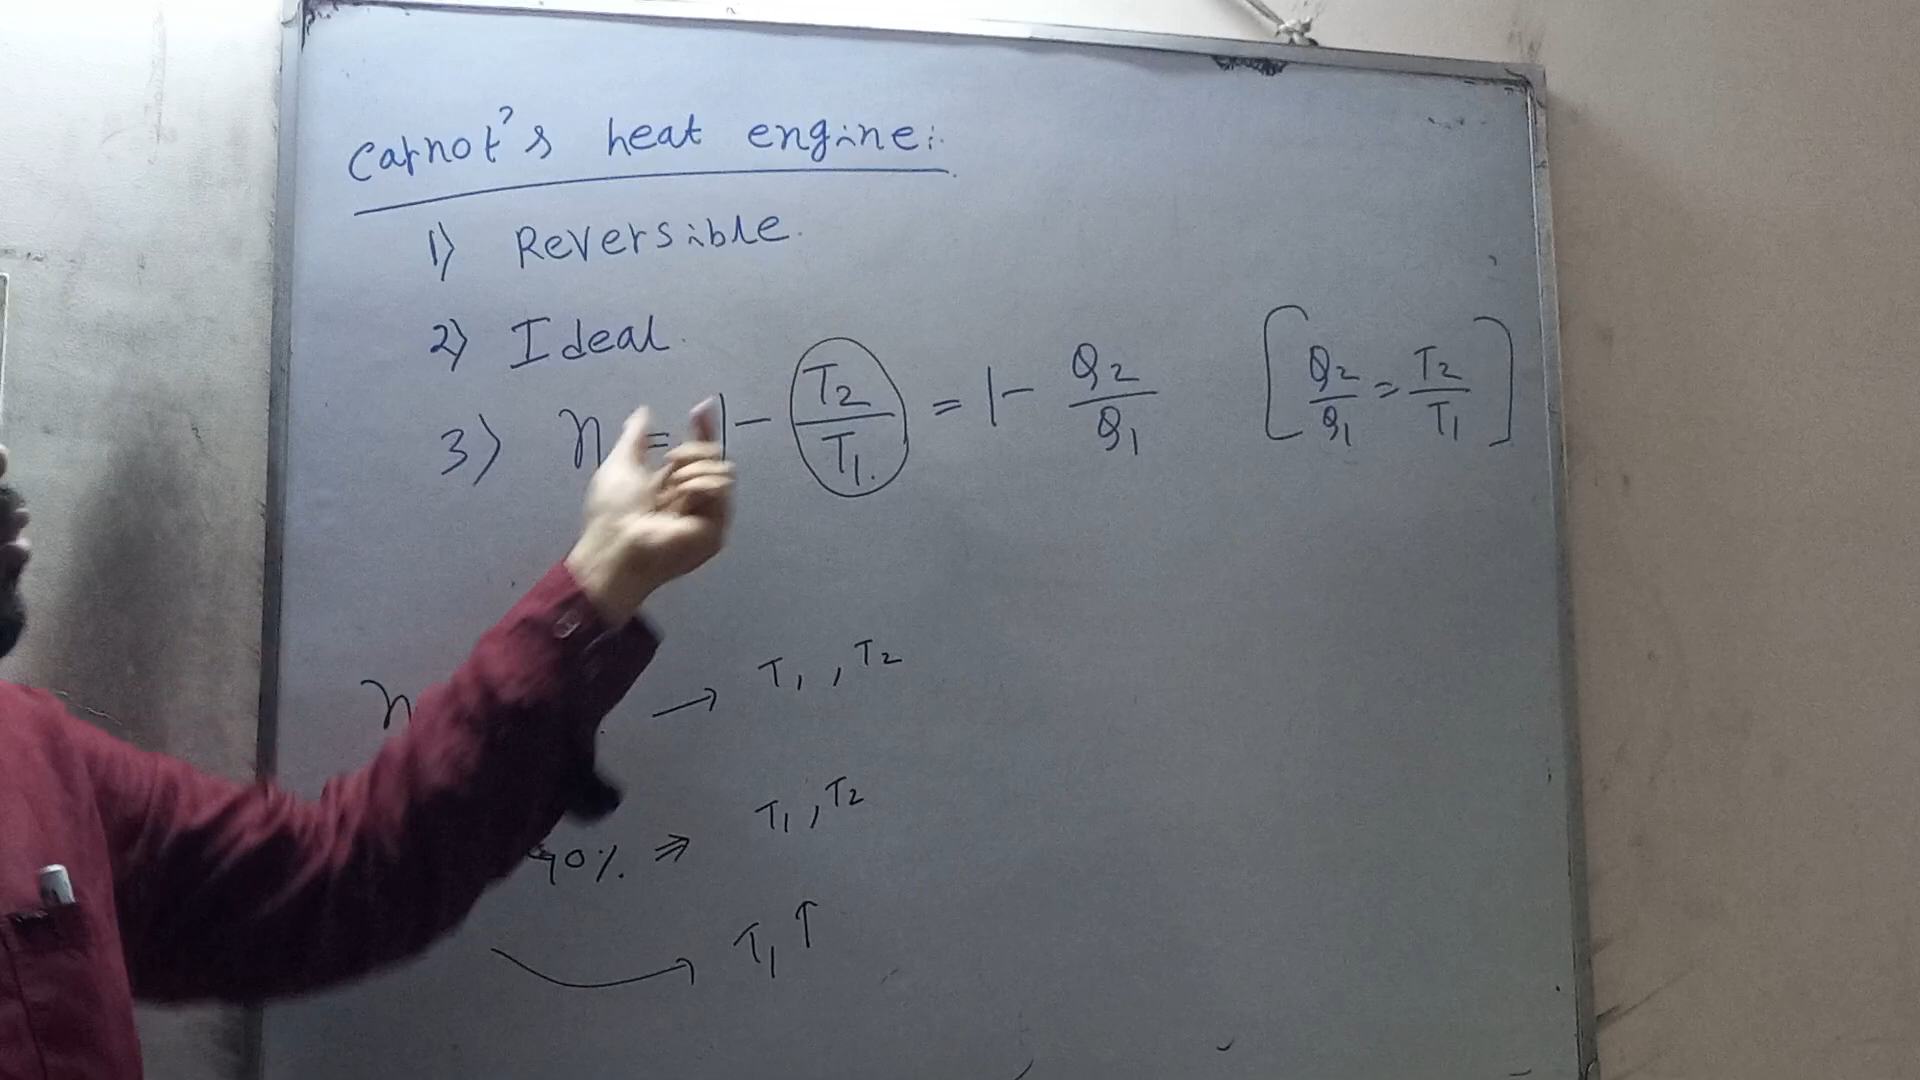 Carnot's heat engine:
1) Reversible.
2) Ideal.
3) η = 1 - T₂/T₁ = 1 - Q₂/Q₁ [Q₂/Q₁ = T₂/T₁]
η → T₁, T₂
40% ⇒ T₁, T₂
→ T₁ ↑